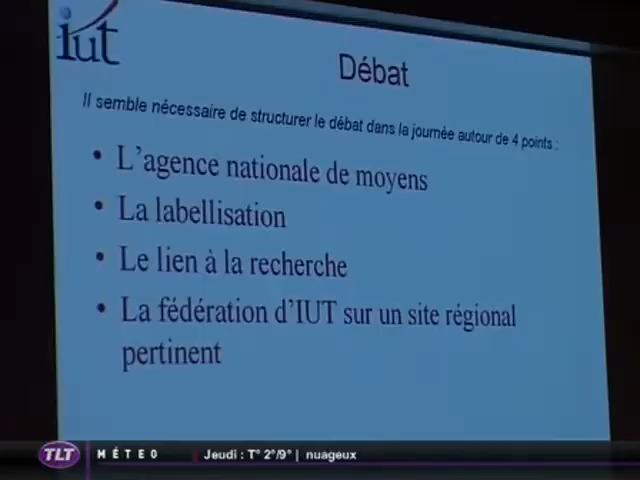 iut
Débat
Il semble nécessaire de structurer le débat dans la journée autour de 4 points :
• L'agence nationale de moyens
• La labellisation
• Le lien à la recherche
• La fédération d'IUT sur un site régional
pertinent
TLT MÉTEO Jeudi : T° 2°/9° | nuageux